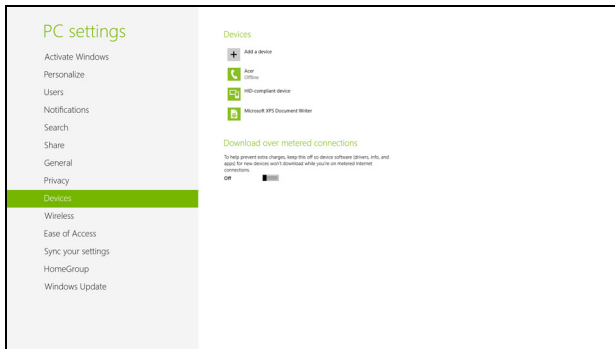 PC settings
Activate Windows
Personalize
Users
Notifications
Search
Share
General
Privacy
Devices
Wireless
Ease of Access
Sync your settings
HomeGroup
Windows Update
Devices
Add a device
Acer
Offline
HID-compliant device
Microsoft XPS Document Writer
Download over metered connections
To help prevent extra charges, keep this off so device software (drivers, info, and
apps) for new devices won't download while you're on metered Internet
connections.
Off